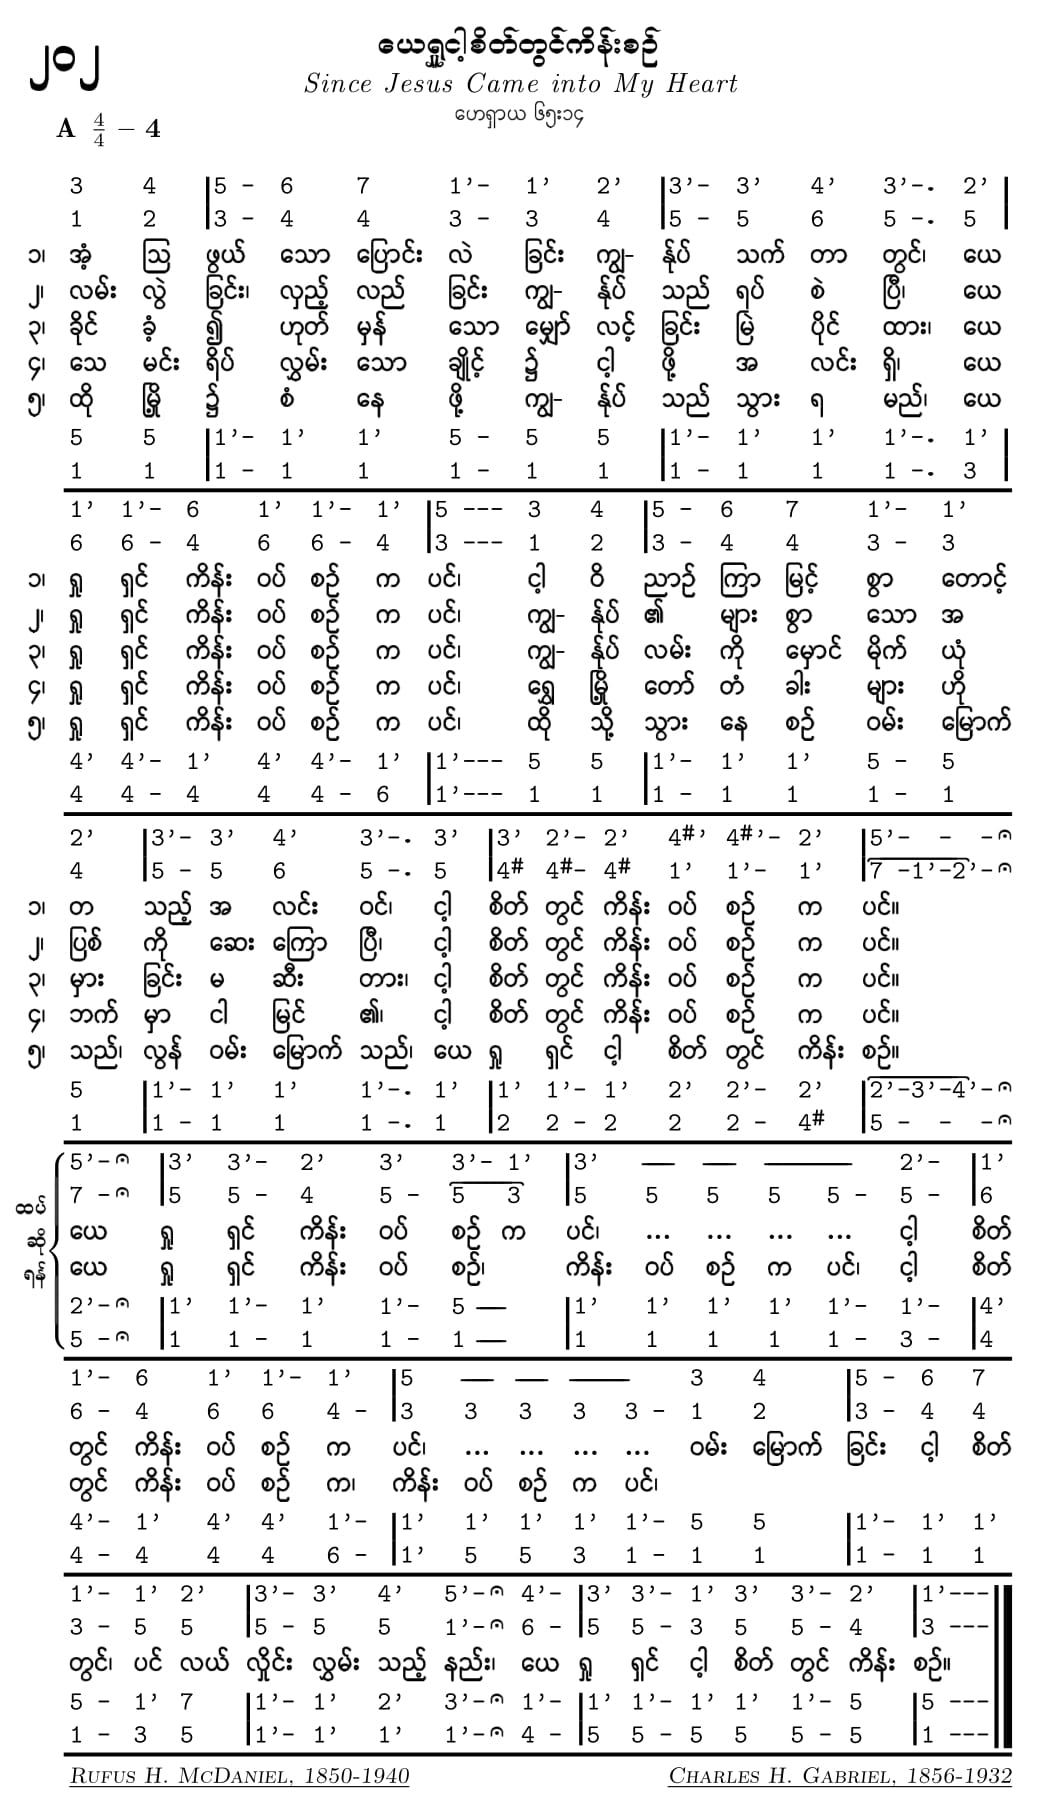 ၂၀၂
ယေရှုငါ့စိတ်တွင်ကိန်းစဉ်
Since Jesus Came into My Heart
ဟေရှာယ ၆၅:၁၄
A 4/4 – 4
3 4 |5 – 6 7 1’– 1’ 2’ |3’– 3’ 4’ 3’–. 2’ |
1 2 |3 – 4 4 3 – 3 4 |5 – 5 6 5 –. 5 |
၁၊ အံ့ ဩ ဖွယ် သော ပြောင်း လဲ ခြင်း ကျွ- န်ုပ် သက် တာ တွင်၊ ယေ
၂၊ လမ်း လွဲ ခြင်း၊ လှည့် လည် ခြင်း ကျွ- န်ုပ် သည် ရပ် စဲ ပြီ၊ ယေ
၃၊ ခိုင် ခံ့ ၍ ဟုတ် မှန် သော မျှော် လင့် ခြင်း မြဲ ပိုင် ထား၊ ယေ
၄၊ သေ မင်း ရိပ် လွှမ်း သော ချိုင့် ၌ ငါ့ ဖို့ အ လင်း ရှိ၊ ယေ
၅၊ ထို မြို့ ၌ စံ နေ ဖို့ ကျွ- န်ုပ် သည် သွား ရ မည်၊ ယေ
5 5 |1’– 1’ 1’ 5 – 5 5 |1’– 1’ 1’ 1’–. 1’ |
1 1 |1 – 1 1 1 – 1 1 |1 – 1 1 1 –. 3 |
1’ 1’– 6 1’ 1’– 1’ |5 ––– 3 4 |5 – 6 7 1’– 1’
6 6 – 4 6 6 – 4 |3 ––– 1 2 |3 – 4 4 3 – 3
၁၊ ရှု ရှင် ကိန်း ဝပ် စဉ် က ပင်၊ ငါ့ ဝိ ညာဉ် ကြာ မြင့် စွာ တောင့်
၂၊ ရှု ရှင် ကိန်း ဝပ် စဉ် က ပင်၊ ကျွ- န်ုပ် ၏ များ စွာ သော အ
၃၊ ရှု ရှင် ကိန်း ဝပ် စဉ် က ပင်၊ ကျွ- န်ုပ် လမ်း ကို မှောင် မိုက် ယုံ
၄၊ ရှု ရှင် ကိန်း ဝပ် စဉ် က ပင်၊ ရွှေ မြို့ တော် တံ ခါး များ ဟို
၅၊ ရှု ရှင် ကိန်း ဝပ် စဉ် က ပင်၊ ထို သို့ သွား နေ စဉ် ဝမ်း မြောက်
4’ 4’– 1’ 4’ 4’– 1’ |1’––– 5 5 |1’– 1’ 1’ 5 – 5
4 4 – 4 4 4 – 6 |1’––– 1 1 |1 – 1 1 1 – 1
2’ |3’– 3’ 4’ 3’–. 3’ |3’ 2’– 2’ 4#’ 4#’– 2’ |5’– – –𝄐
4 |5 – 5 6 5 –. 5 |4# 4#– 4# 1’ 1’– 1’ |7 –1’–2’–𝄐
၁၊ တ သည့် အ လင်း ဝင်၊ ငါ့ စိတ် တွင် ကိန်း ဝပ် စဉ် က ပင်။
၂၊ ပြစ် ကို ဆေး ကြော ပြီ၊ ငါ့ စိတ် တွင် ကိန်း ဝပ် စဉ် က ပင်။
၃၊ မှား ခြင်း မ ဆီး တား၊ ငါ့ စိတ် တွင် ကိန်း ဝပ် စဉ် က ပင်။
၄၊ ဘက် မှာ ငါ မြင် ၏၊ ငါ့ စိတ် တွင် ကိန်း ဝပ် စဉ် က ပင်။
၅၊ သည်၊ လွန် ဝမ်း မြောက် သည်၊ ယေ ရှု ရှင် ငါ့ စိတ် တွင် ကိန်း စဉ်။
5 |1’– 1’ 1’ 1’–. 1’ |1’ 1’– 1’ 2’ 2’– 2’ |2’–3’–4’–𝄐
1 |1 – 1 1 1 –. 1 |2 2 – 2 2 2 – 4# |5 – – –𝄐
ထပ်ဆိုရန်
5’–𝄐 |3’ 3’– 2’ 3’ 3’– 1’ |3’ — — — 2’– |1’
7 –𝄐 |5 5 – 4 5 – 5 3 |5 5 5 5 5 – 5 – |6
ယေ ရှု ရှင် ကိန်း ဝပ် စဉ် က ပင်၊ ... ... ... ... ငါ့ စိတ်
ယေ ရှု ရှင် ကိန်း ဝပ် စဉ်၊ ကိန်း ဝပ် စဉ် က ပင်၊ ငါ့ စိတ်
2’–𝄐 |1’ 1’– 1’ 1’– 5 — |1’ 1’ 1’ 1’ 1’– 1’– |4’
5 –𝄐 |1 1 – 1 1 – 1 — |1 1 1 1 1 – 3 – |4
1’– 6 1’ 1’– 1’ |5 — — — 3 4 |5 – 6 7
6 – 4 6 6 4 – |3 3 3 3 3 – 1 2 |3 – 4 4
တွင် ကိန်း ဝပ် စဉ် က ပင်၊ ... ... ... ... ဝမ်း မြောက် ခြင်း ငါ့ စိတ်
တွင် ကိန်း ဝပ် စဉ် က၊ ကိန်း ဝပ် စဉ် က ပင်၊
4’– 1’ 4’ 4’ 1’– |1’ 1’ 1’ 1’ 1’– 5 5 |1’– 1’ 1’
4 – 4 4 4 6 – |1’ 5 5 3 1 – 1 1 |1 – 1 1
1’– 1’ 2’ |3’– 3’ 4’ 5’–𝄐 4’– |3’ 3’– 1’ 3’ 3’– 2’ |1’–––
3 – 5 5 |5 – 5 5 1’–𝄐 6 – |5 5 – 3 5 5 – 4 |3 –––
တွင်၊ ပင် လယ် လှိုင်း လွှမ်း သည့် နည်း၊ ယေ ရှု ရှင် ငါ့ စိတ် တွင် ကိန်း စဉ်။
5 – 1’ 7 |1’– 1’ 2’ 3’–𝄐 1’– |1’ 1’– 1’ 1’ 1’– 5 |5 –––
1 – 3 5 |1’– 1’ 1’ 1’–𝄐 4 – |5 5 – 5 5 5 – 5 |1 –––
Rufus H. McDaniel, 1850-1940
Charles H. Gabriel, 1856-1932